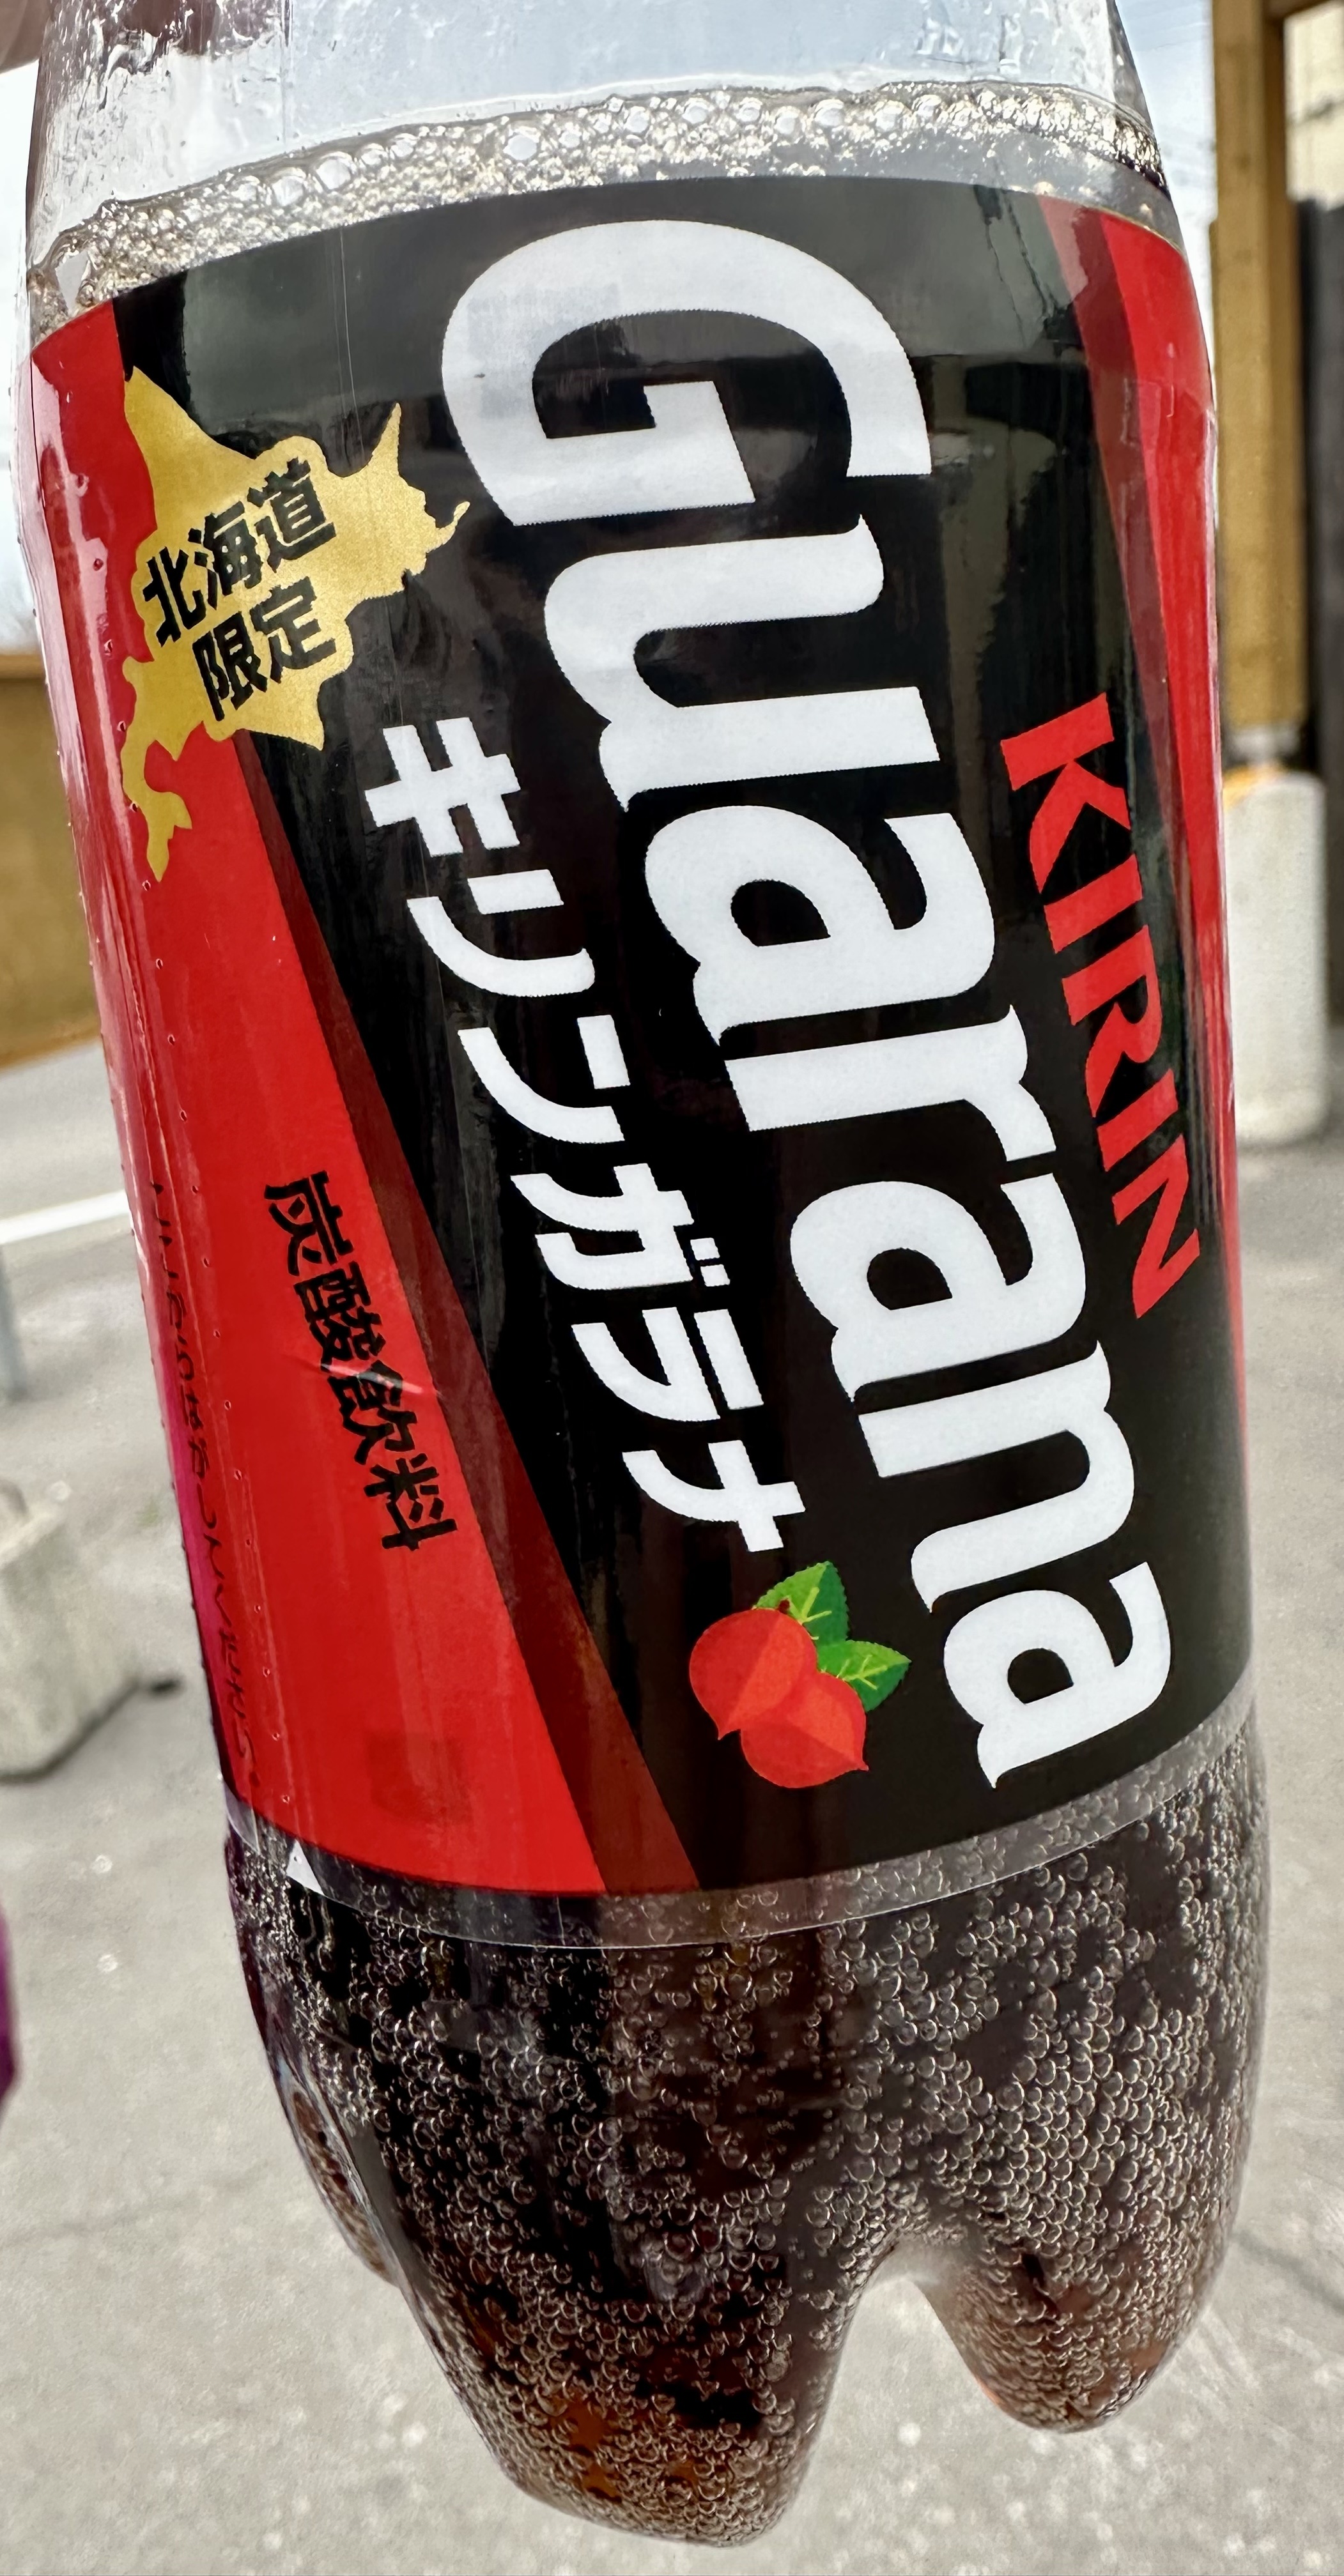 KIRIN
Guarana
キリンガラナ
北海道
限定
炭酸飲料